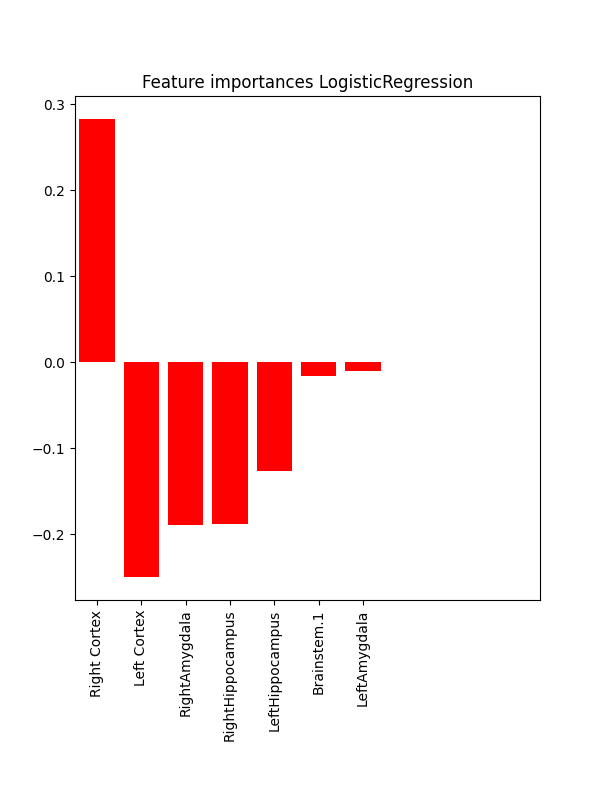 Feature importances LogisticRegression
0.3
0.2
0.1
0.0
−0.1
−0.2
Right Cortex
Left Cortex
RightAmygdala
RightHippocampus
LeftHippocampus
Brainstem.1
LeftAmygdala